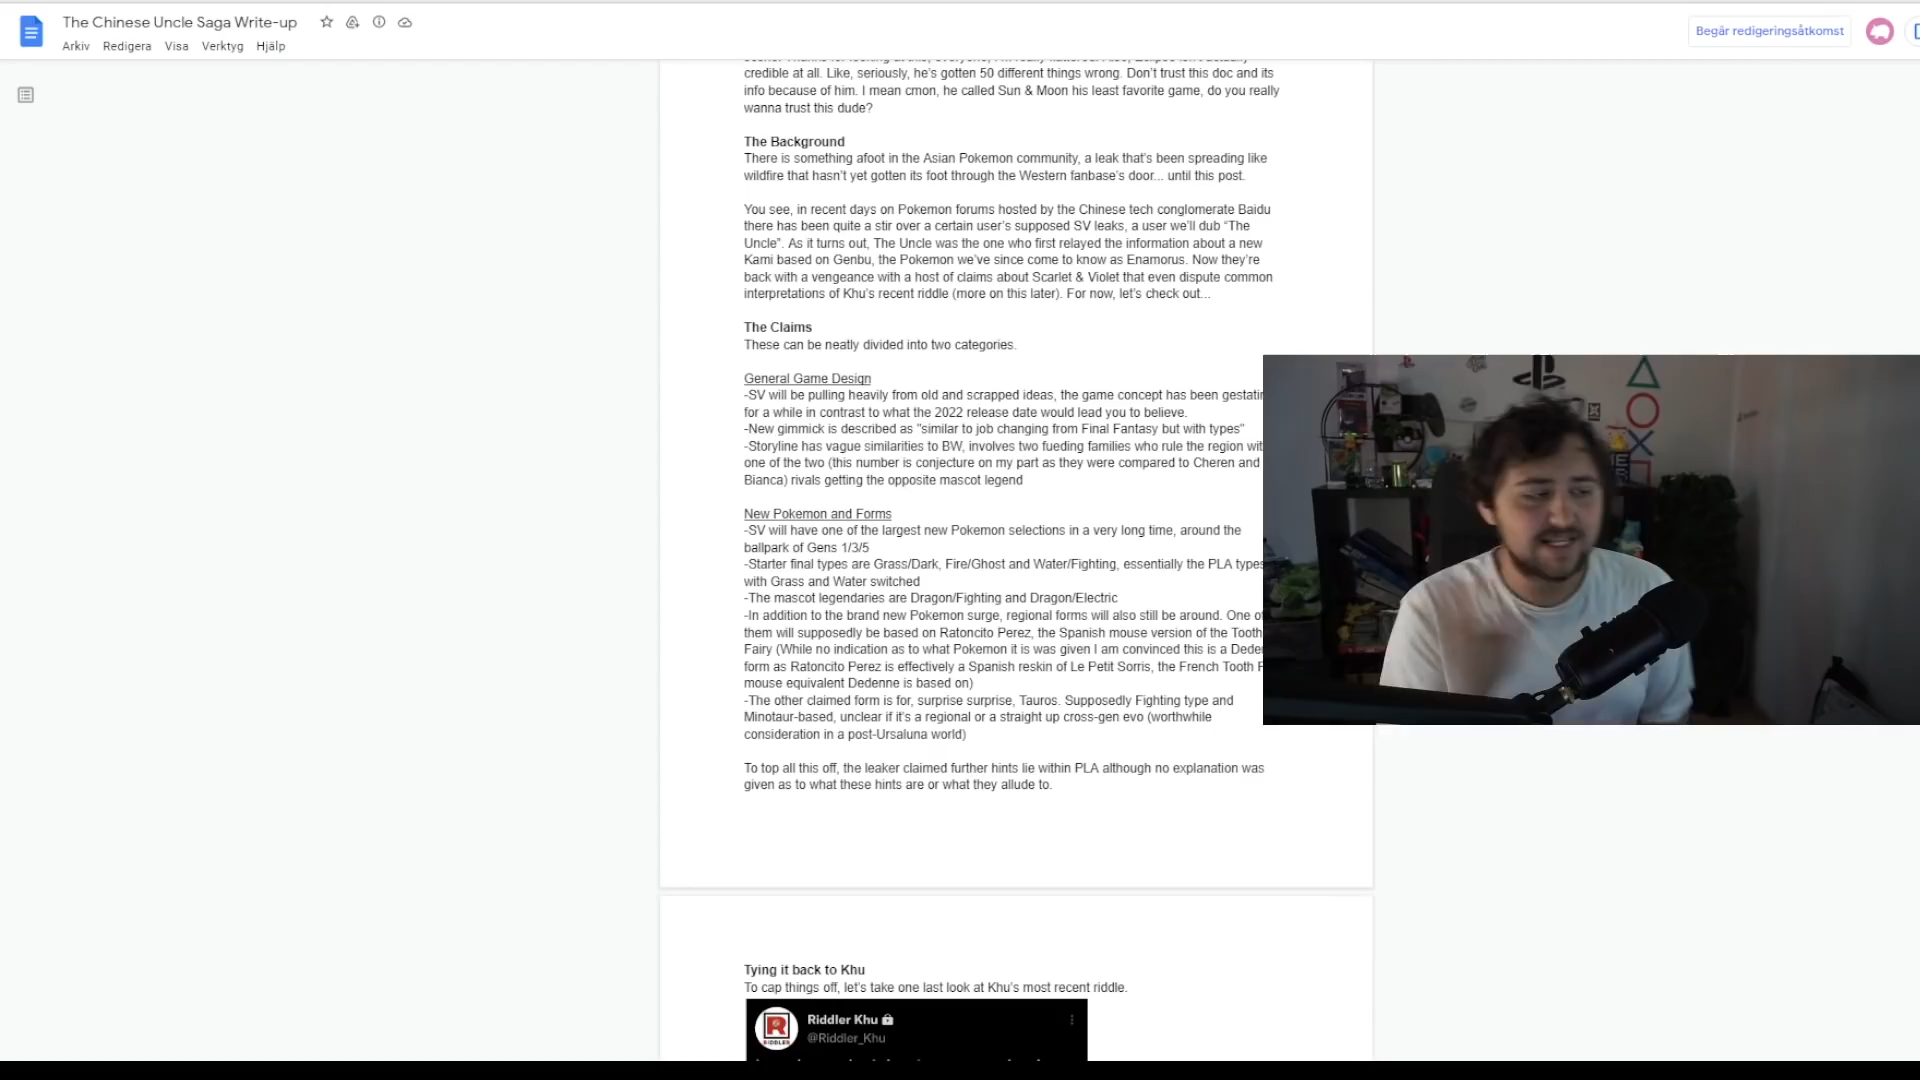 The Chinese Uncle Saga Write-up
Arkiv Redigera Visa Verktyg Hjälp
Begär redigeringsåtkomst
credible at all. Like, seriously, he's gotten 50 different things wrong. Don't trust this doc and its
info because of him. I mean cmon, he called Sun & Moon his least favorite game, do you really
wanna trust this dude?
The Background
There is something afoot in the Asian Pokemon community, a leak that's been spreading like
wildfire that hasn't yet gotten its foot through the Western fanbase's door... until this post.
You see, in recent days on Pokemon forums hosted by the Chinese tech conglomerate Baidu
there has been quite a stir over a certain user's supposed SV leaks, a user we'll dub “The
Uncle”. As it turns out, The Uncle was the one who first relayed the information about a new
Kami based on Genbu, the Pokemon we've since come to know as Enamorus. Now they're
back with a vengeance with a host of claims about Scarlet & Violet that even dispute common
interpretations of Khu's recent riddle (more on this later). For now, let's check out...
The Claims
These can be neatly divided into two categories.
General Game Design
-SV will be pulling heavily from old and scrapped ideas, the game concept has been gestatin
for a while in contrast to what the 2022 release date would lead you to believe.
-New gimmick is described as "similar to job changing from Final Fantasy but with types"
-Storyline has vague similarities to BW, involves two fueding families who rule the region wit
one of the two (this number is conjecture on my part as they were compared to Cheren and
Bianca) rivals getting the opposite mascot legend
New Pokemon and Forms
-SV will have one of the largest new Pokemon selections in a very long time, around the
ballpark of Gens 1/3/5
-Starter final types are Grass/Dark, Fire/Ghost and Water/Fighting, essentially the PLA types
with Grass and Water switched
-The mascot legendaries are Dragon/Fighting and Dragon/Electric
-In addition to the brand new Pokemon surge, regional forms will also still be around. One of
them will supposedly be based on Ratoncito Perez, the Spanish mouse version of the Tooth
Fairy (While no indication as to what Pokemon it is was given I am convinced this is a Dede
form as Ratoncito Perez is effectively a Spanish reskin of Le Petit Sorris, the French Tooth F
mouse equivalent Dedenne is based on)
-The other claimed form is for, surprise surprise, Tauros. Supposedly Fighting type and
Minotaur-based, unclear if it's a regional or a straight up cross-gen evo (worthwhile
consideration in a post-Ursaluna world)
To top all this off, the leaker claimed further hints lie within PLA although no explanation was
given as to what these hints are or what they allude to.
Tying it back to Khu
To cap things off, let's take one last look at Khu's most recent riddle.
Riddler Khu
@Riddler_Khu
RIDDLER